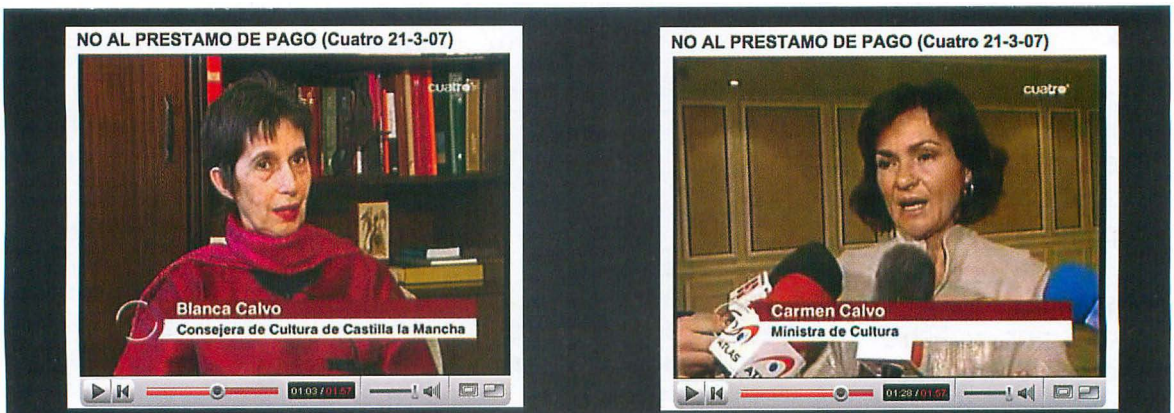 NO AL PRESTAMO DE PAGO (Cuatro 21-3-07)
cuatro
Blanca Calvo
Consejera de Cultura de Castilla la Mancha
01:03 / 01:57
NO AL PRESTAMO DE PAGO (Cuatro 21-3-07)
cuatro
Carmen Calvo
Ministra de Cultura
ATLAS
AT
01:28 / 01:57